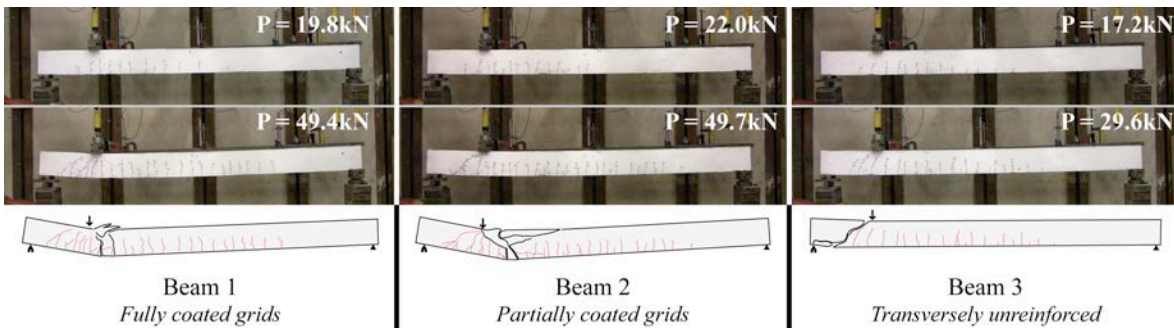 P = 19.8kN
P = 22.0kN
P = 17.2kN
P = 49.4kN
P = 49.7kN
P = 29.6kN
Beam 1
Fully coated grids
Beam 2
Partially coated grids
Beam 3
Transversely unreinforced